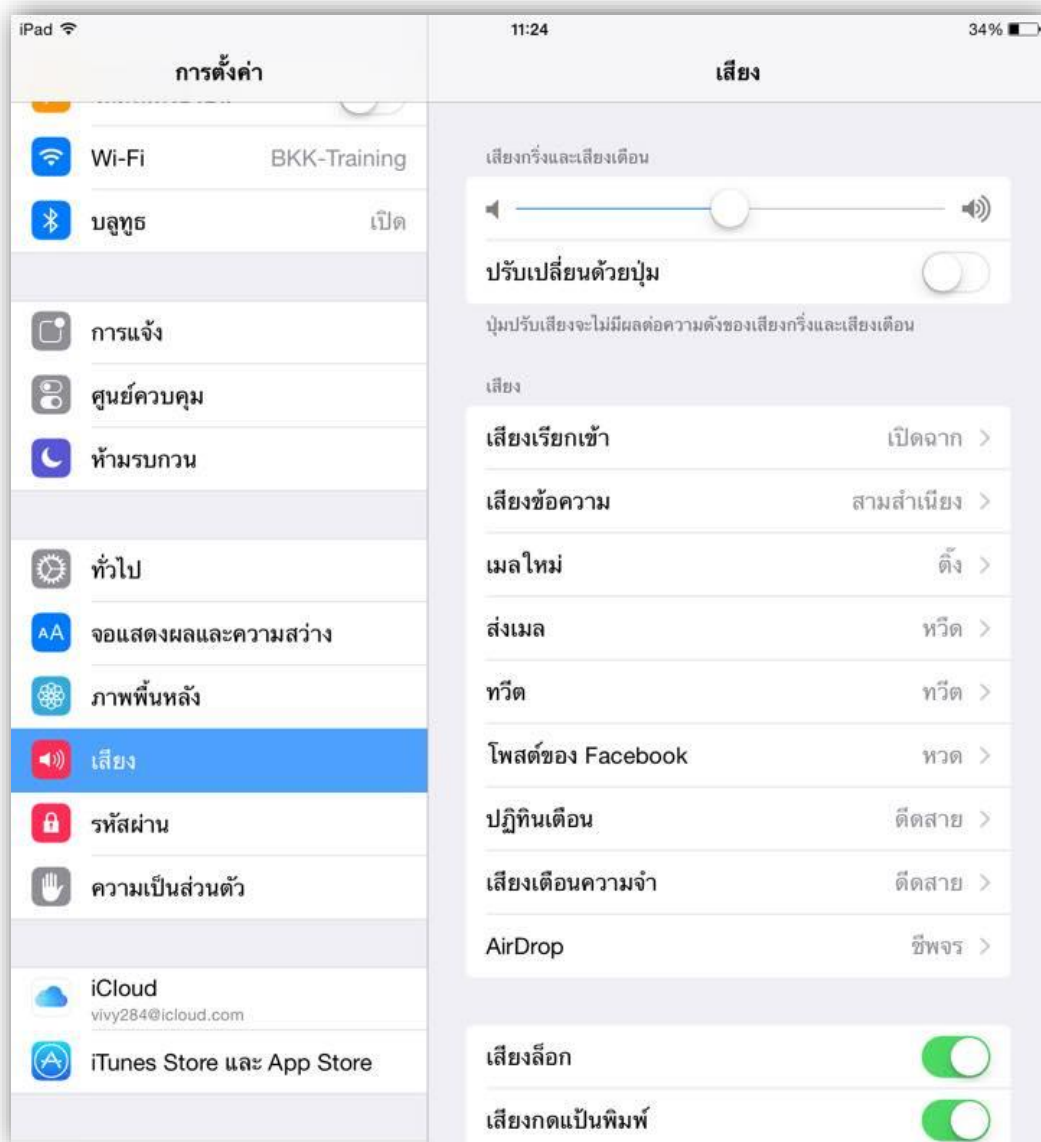 iPad 11:24 34%
การตั้งค่า
Wi-Fi BKK-Training
บลูทูธ เปิด
การแจ้ง
ศูนย์ควบคุม
ห้ามรบกวน
ทั่วไป
AA จอแสดงผลและความสว่าง
ภาพพื้นหลัง
เสียง
รหัสผ่าน
ความเป็นส่วนตัว
iCloud
vivy284@icloud.com
iTunes Store และ App Store
เสียง
เสียงกริ่งและเสียงเตือน
ปรับเปลี่ยนด้วยปุ่ม
ปุ่มปรับเสียงจะไม่มีผลต่อความดังของเสียงกริ่งและเสียงเตือน
เสียง
เสียงเรียกเข้า เปิดฉาก
เสียงข้อความ สามสำเนียง
เมลใหม่ ติ๊ง
ส่งเมล หวืด
ทวีต ทวีต
โพสต์ของ Facebook หวด
ปฏิทินเตือน ดีดสาย
เสียงเตือนความจำ ดีดสาย
AirDrop ชีพจร
เสียงล็อก
เสียงกดแป้นพิมพ์